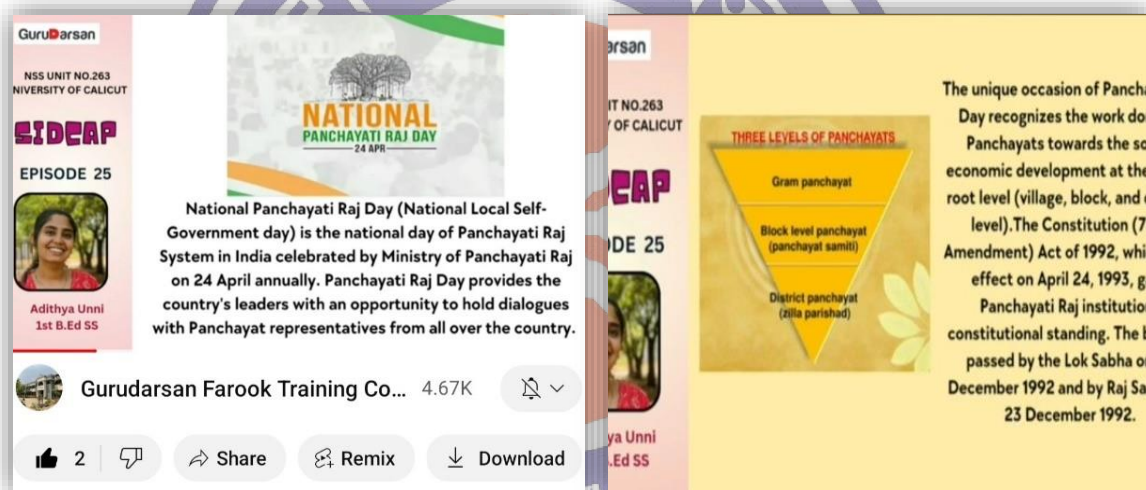 GuruDarsan
NSS UNIT NO.263
NIVERSITY OF CALICUT
SIDCAP
EPISODE 25
Adithya Unni
1st B.Ed SS
NATIONAL
PANCHAYATI RAJ DAY
24 APR
National Panchayati Raj Day (National Local Self-
Government day) is the national day of Panchayati Raj
System in India celebrated by Ministry of Panchayati Raj
on 24 April annually. Panchayati Raj Day provides the
country's leaders with an opportunity to hold dialogues
with Panchayat representatives from all over the country.
Gurudarsan Farook Training Co... 4.67K
2 Share Remix Download
arsan
IT NO.263
OF CALICUT
CAP
DE 25
ya Unni
.Ed SS
THREE LEVELS OF PANCHAYATS
Gram panchayat
Block level panchayat
(panchayat samiti)
District panchayat
(zilla parishad)
The unique occasion of Pancha
Day recognizes the work do
Panchayats towards the so
economic development at the
root level (village, block, and
level).The Constitution (7
Amendment) Act of 1992, whi
effect on April 24, 1993, g
Panchayati Raj institutio
constitutional standing. The b
passed by the Lok Sabha o
December 1992 and by Raj Sa
23 December 1992.